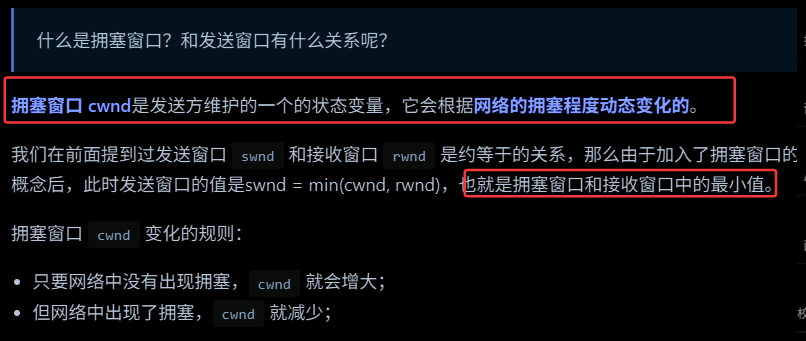 什么是拥塞窗口？和发送窗口有什么关系呢？
拥塞窗口 cwnd是发送方维护的一个的状态变量，它会根据网络的拥塞程度动态变化的。
我们在前面提到过发送窗口 swnd 和接收窗口 rwnd 是约等于的关系，那么由于加入了拥塞窗口的
概念后，此时发送窗口的值是swnd = min(cwnd, rwnd)，也就是拥塞窗口和接收窗口中的最小值。
拥塞窗口 cwnd 变化的规则：
只要网络中没有出现拥塞，cwnd 就会增大；
但网络中出现了拥塞，cwnd 就减少；